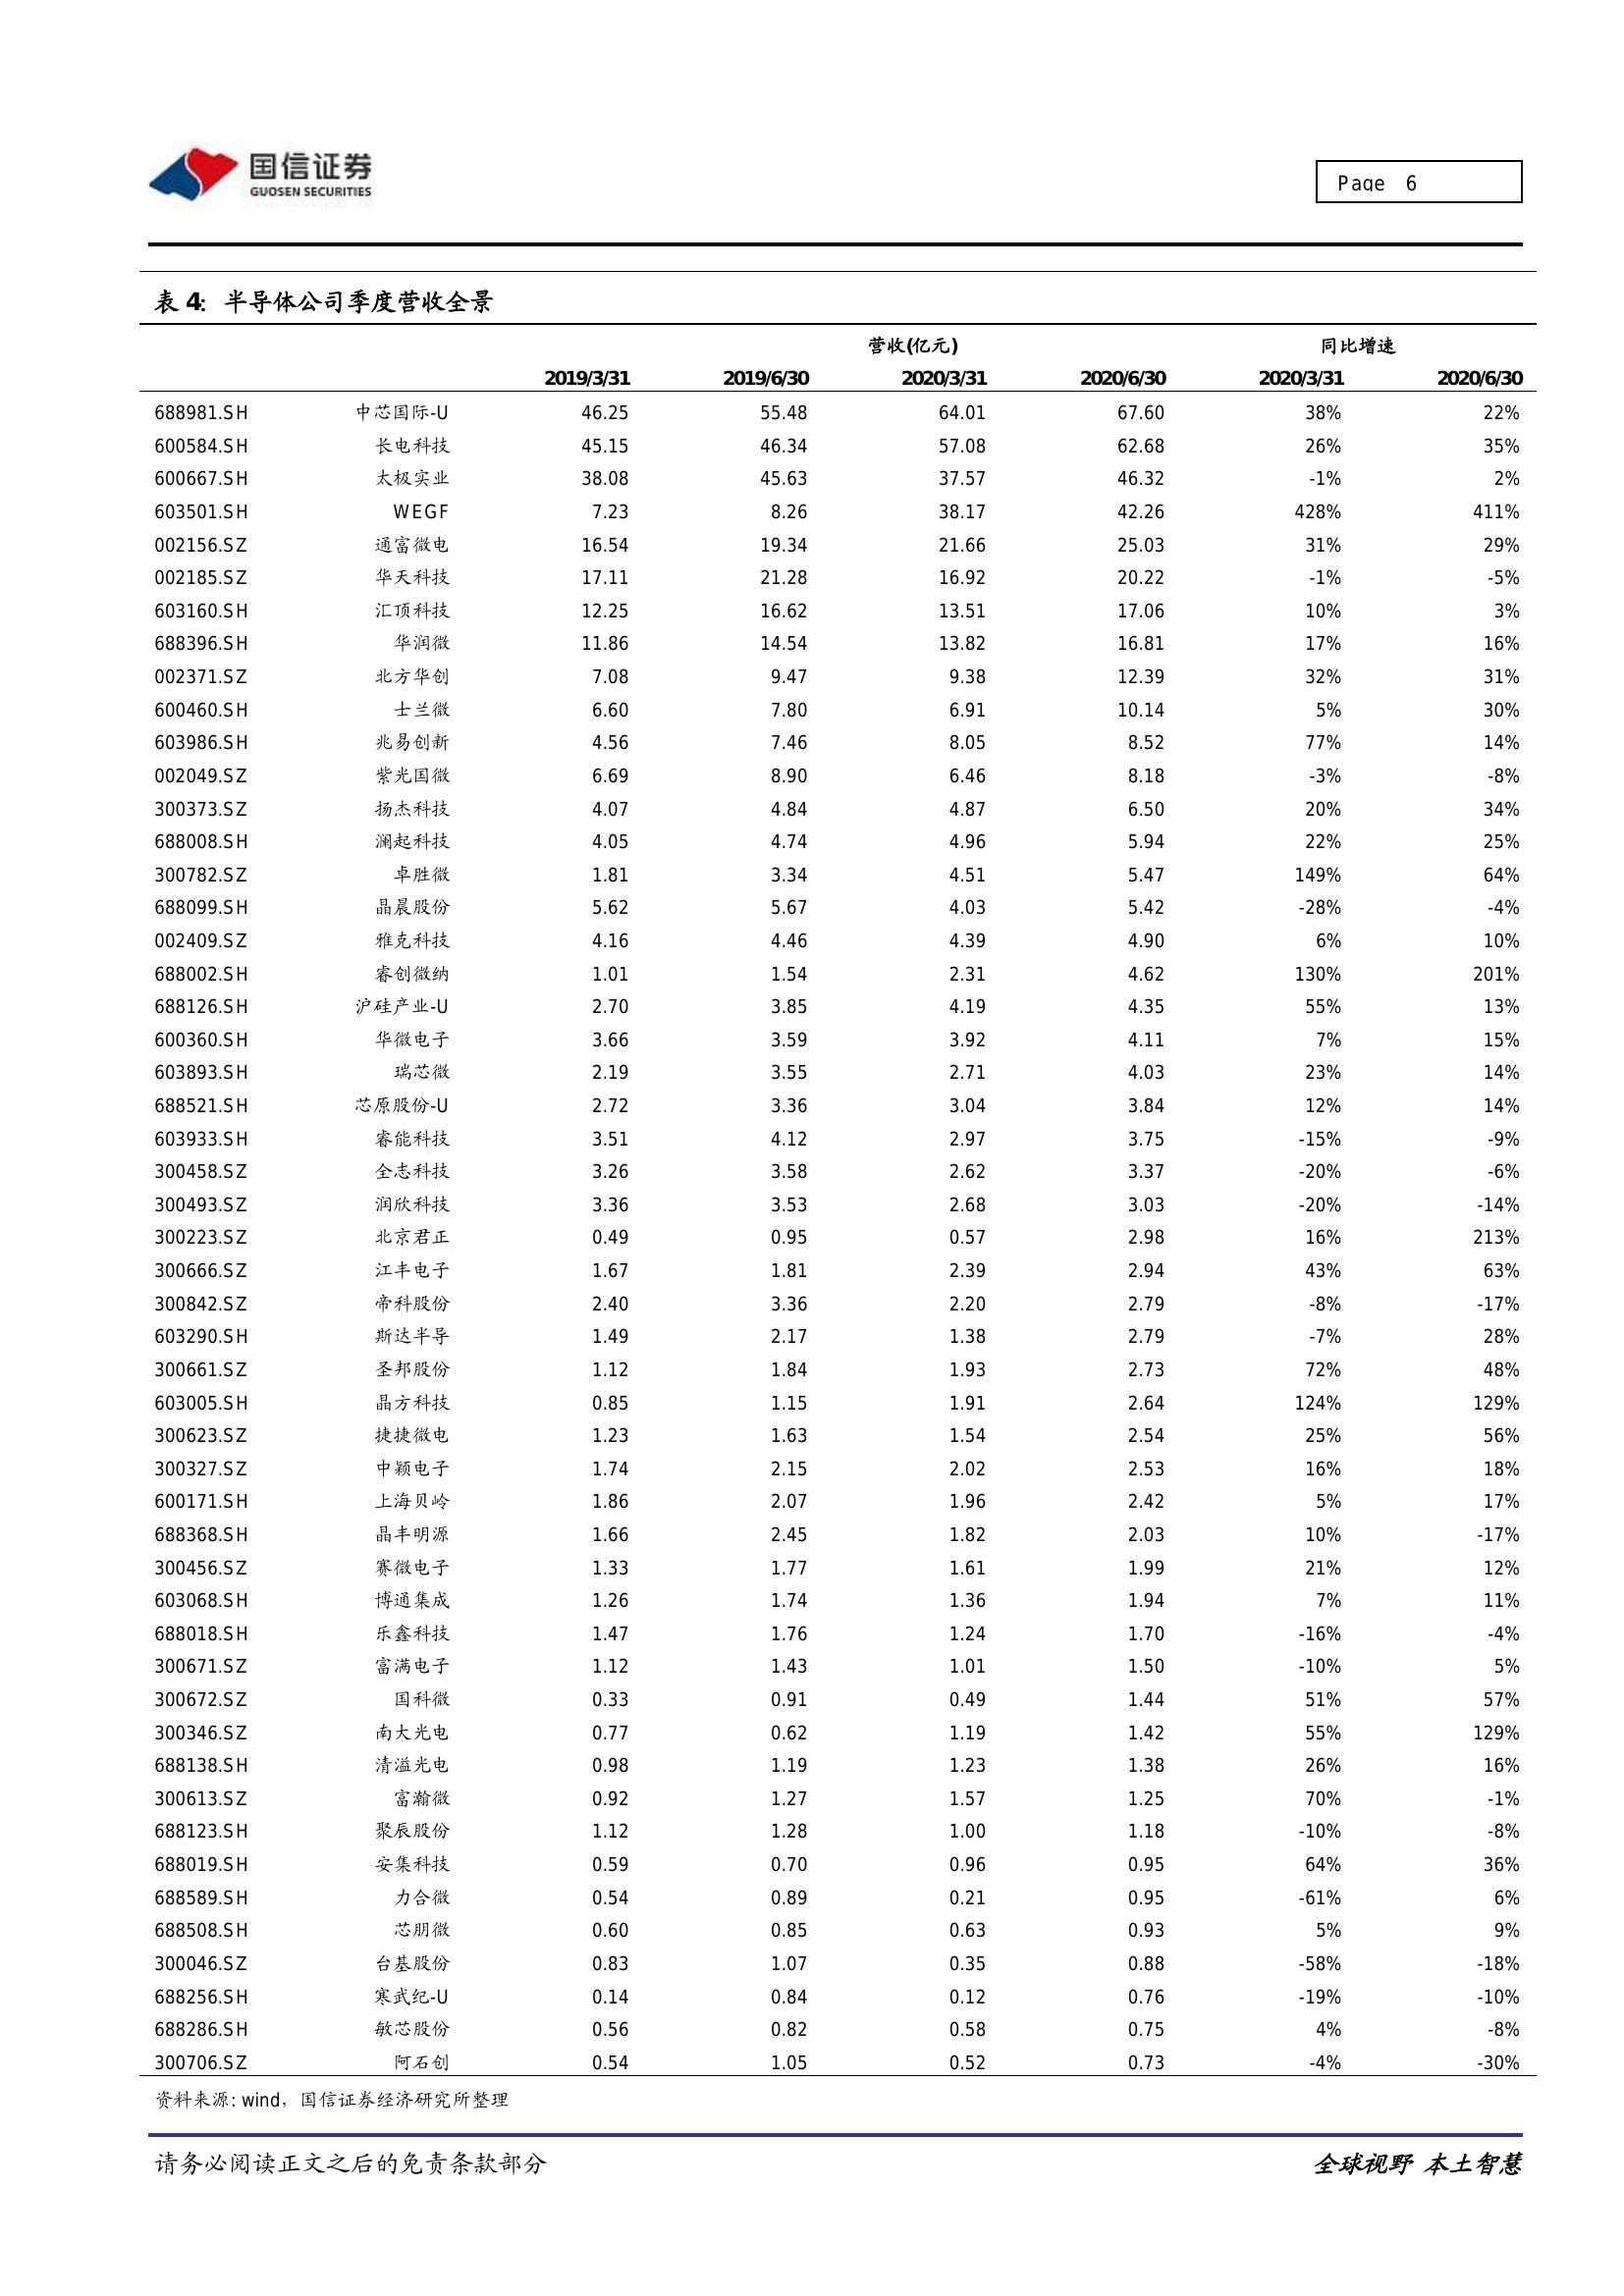 国信证券
GUOSEN SECURITIES
Page 6
表 4: 半导体公司季度营收全景
营收(亿元) 同比增速
2019/3/31 2019/6/30 2020/3/31 2020/6/30 2020/3/31 2020/6/30
688981.SH 中芯国际-U 46.25 55.48 64.01 67.60 38% 22%
600584.SH 长电科技 45.15 46.34 57.08 62.68 26% 35%
600667.SH 太极实业 38.08 45.63 37.57 46.32 -1% 2%
603501.SH WEGF 7.23 8.26 38.17 42.26 428% 411%
002156.SZ 通富微电 16.54 19.34 21.66 25.03 31% 29%
002185.SZ 华天科技 17.11 21.28 16.92 20.22 -1% -5%
603160.SH 汇顶科技 12.25 16.62 13.51 17.06 10% 3%
688396.SH 华润微 11.86 14.54 13.82 16.81 17% 16%
002371.SZ 北方华创 7.08 9.47 9.38 12.39 32% 31%
600460.SH 士兰微 6.60 7.80 6.91 10.14 5% 30%
603986.SH 兆易创新 4.56 7.46 8.05 8.52 77% 14%
002049.SZ 紫光国微 6.69 8.90 6.46 8.18 -3% -8%
300373.SZ 扬杰科技 4.07 4.84 4.87 6.50 20% 34%
688008.SH 澜起科技 4.05 4.74 4.96 5.94 22% 25%
300782.SZ 卓胜微 1.81 3.34 4.51 5.47 149% 64%
688099.SH 晶晨股份 5.62 5.67 4.03 5.42 -28% -4%
002409.SZ 雅克科技 4.16 4.46 4.39 4.90 6% 10%
688002.SH 睿创微纳 1.01 1.54 2.31 4.62 130% 201%
688126.SH 沪硅产业-U 2.70 3.85 4.19 4.35 55% 13%
600360.SH 华微电子 3.66 3.59 3.92 4.11 7% 15%
603893.SH 瑞芯微 2.19 3.55 2.71 4.03 23% 14%
688521.SH 芯原股份-U 2.72 3.36 3.04 3.84 12% 14%
603933.SH 睿能科技 3.51 4.12 2.97 3.75 -15% -9%
300458.SZ 全志科技 3.26 3.58 2.62 3.37 -20% -6%
300493.SZ 润欣科技 3.36 3.53 2.68 3.03 -20% -14%
300223.SZ 北京君正 0.49 0.95 0.57 2.98 16% 213%
300666.SZ 江丰电子 1.67 1.81 2.39 2.94 43% 63%
300842.SZ 帝科股份 2.40 3.36 2.20 2.79 -8% -17%
603290.SH 斯达半导 1.49 2.17 1.38 2.79 -7% 28%
300661.SZ 圣邦股份 1.12 1.84 1.93 2.73 72% 48%
603005.SH 晶方科技 0.85 1.15 1.91 2.64 124% 129%
300623.SZ 捷捷微电 1.23 1.63 1.54 2.54 25% 56%
300327.SZ 中颖电子 1.74 2.15 2.02 2.53 16% 18%
600171.SH 上海贝岭 1.86 2.07 1.96 2.42 5% 17%
688368.SH 晶丰明源 1.66 2.45 1.82 2.03 10% -17%
300456.SZ 赛微电子 1.33 1.77 1.61 1.99 21% 12%
603068.SH 博通集成 1.26 1.74 1.36 1.94 7% 11%
688018.SH 乐鑫科技 1.47 1.76 1.24 1.70 -16% -4%
300671.SZ 富满电子 1.12 1.43 1.01 1.50 -10% 5%
300672.SZ 国科微 0.33 0.91 0.49 1.44 51% 57%
300346.SZ 南大光电 0.77 0.62 1.19 1.42 55% 129%
688138.SH 清溢光电 0.98 1.19 1.23 1.38 26% 16%
300613.SZ 富瀚微 0.92 1.27 1.57 1.25 70% -1%
688123.SH 聚辰股份 1.12 1.28 1.00 1.18 -10% -8%
688019.SH 安集科技 0.59 0.70 0.96 0.95 64% 36%
688589.SH 力合微 0.54 0.89 0.21 0.95 -61% 6%
688508.SH 芯朋微 0.60 0.85 0.63 0.93 5% 9%
300046.SZ 台基股份 0.83 1.07 0.35 0.88 -58% -18%
688256.SH 寒武纪-U 0.14 0.84 0.12 0.76 -19% -10%
688286.SH 敏芯股份 0.56 0.82 0.58 0.75 4% -8%
300706.SZ 阿石创 0.54 1.05 0.52 0.73 -4% -30%
资料来源: wind，国信证券经济研究所整理
请务必阅读正文之后的免责条款部分 全球视野 本土智慧